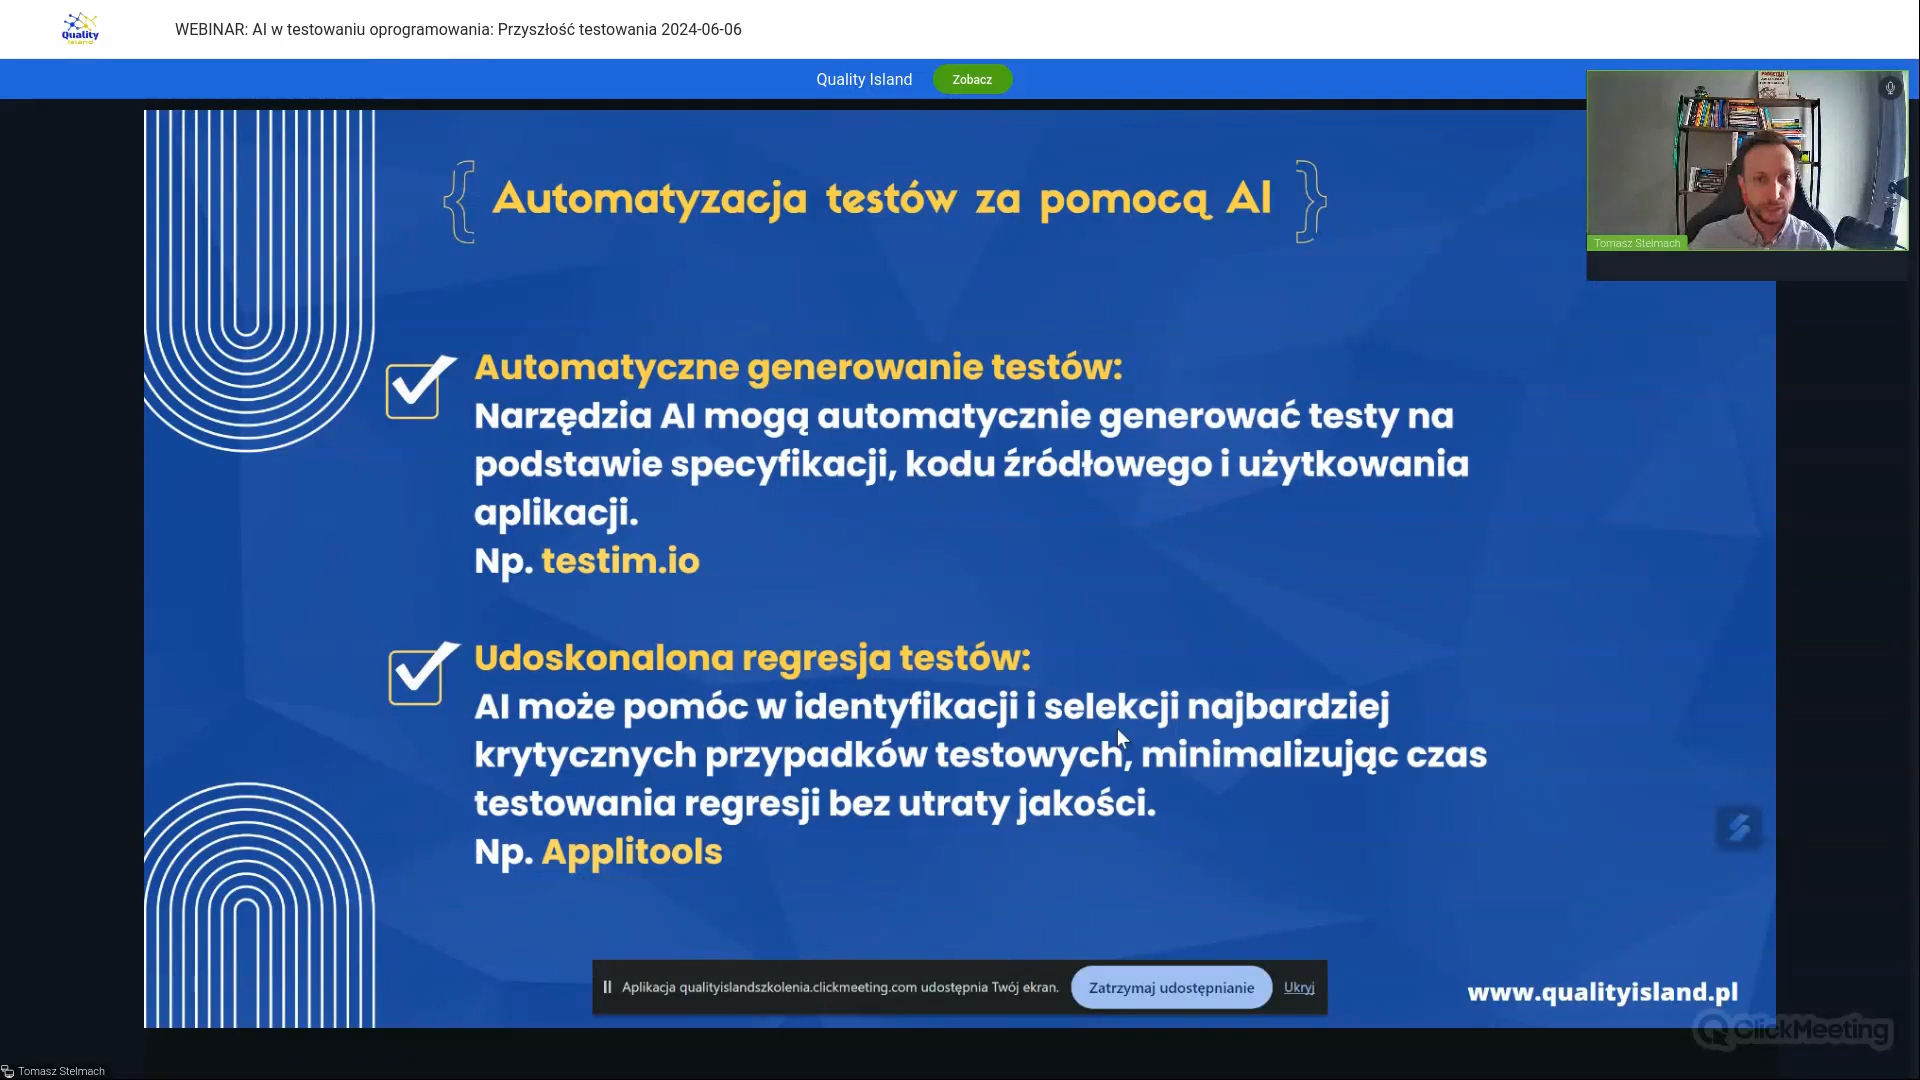 Quality
Island
WEBINAR: AI w testowaniu oprogramowania: Przyszłość testowania 2024-06-06
Quality Island
Zobacz
Tomasz Stelmach
{ Automatyzacja testów za pomocą AI }
Automatyczne generowanie testów:
Narzędzia AI mogą automatycznie generować testy na
podstawie specyfikacji, kodu źródłowego i użytkowania
aplikacji.
Np. testim.io
Udoskonalona regresja testów:
AI może pomóc w identyfikacji i selekcji najbardziej
krytycznych przypadków testowych, minimalizując czas
testowania regresji bez utraty jakości.
Np. Applitools
Aplikacja qualityislandszkolenia.clickmeeting.com udostępnia Twój ekran.
Zatrzymaj udostępnianie
Ukryj
www.qualityisland.pl
ClickMeeting
Tomasz Stelmach